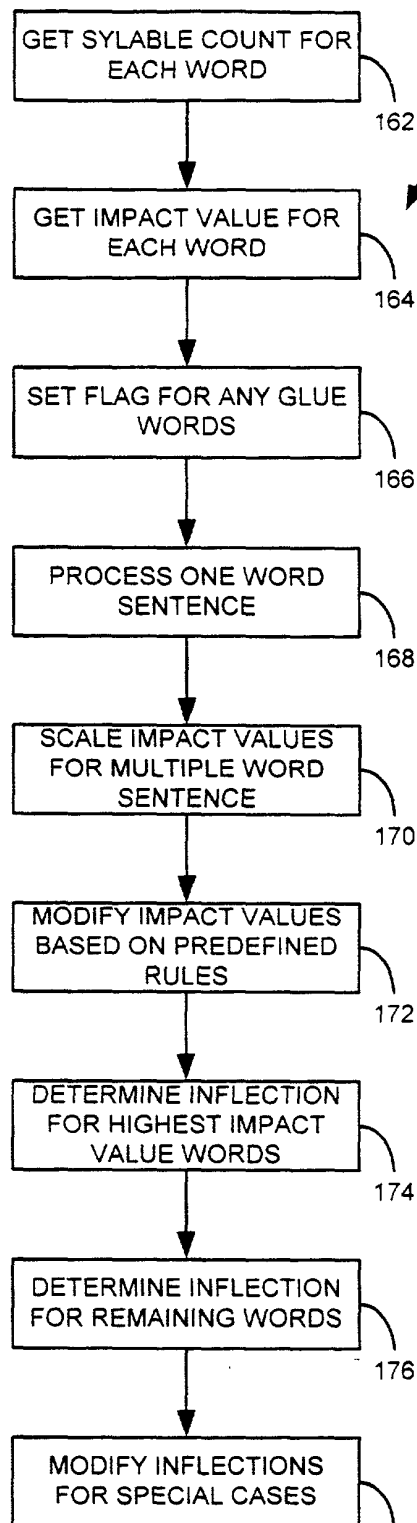 GET SYLABLE COUNT FOR
EACH WORD
162
GET IMPACT VALUE FOR
EACH WORD
164
SET FLAG FOR ANY GLUE
WORDS
166
PROCESS ONE WORD
SENTENCE
168
SCALE IMPACT VALUES
FOR MULTIPLE WORD
SENTENCE
170
MODIFY IMPACT VALUES
BASED ON PREDEFINED
RULES
172
DETERMINE INFLECTION
FOR HIGHEST IMPACT
VALUE WORDS
174
DETERMINE INFLECTION
FOR REMAINING WORDS
176
MODIFY INFLECTIONS
FOR SPECIAL CASES